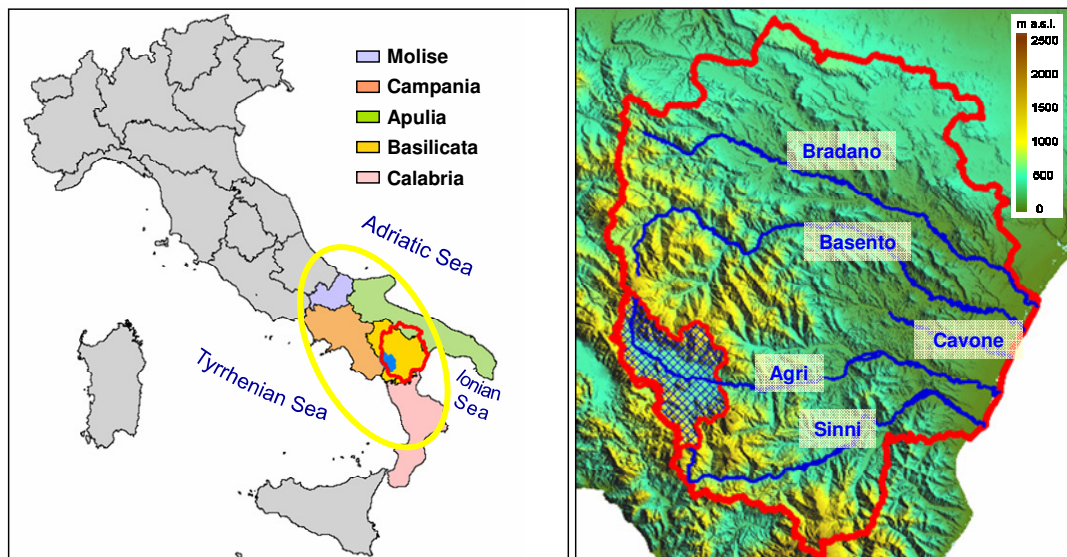 Molise
Campania
Apulia
Basilicata
Calabria
Adriatic Sea
Tyrrhenian Sea
Ionian
Sea
m a.s.l.
2500
2000
1500
1000
500
0
Bradano
Basento
Cavone
Agri
Sinni